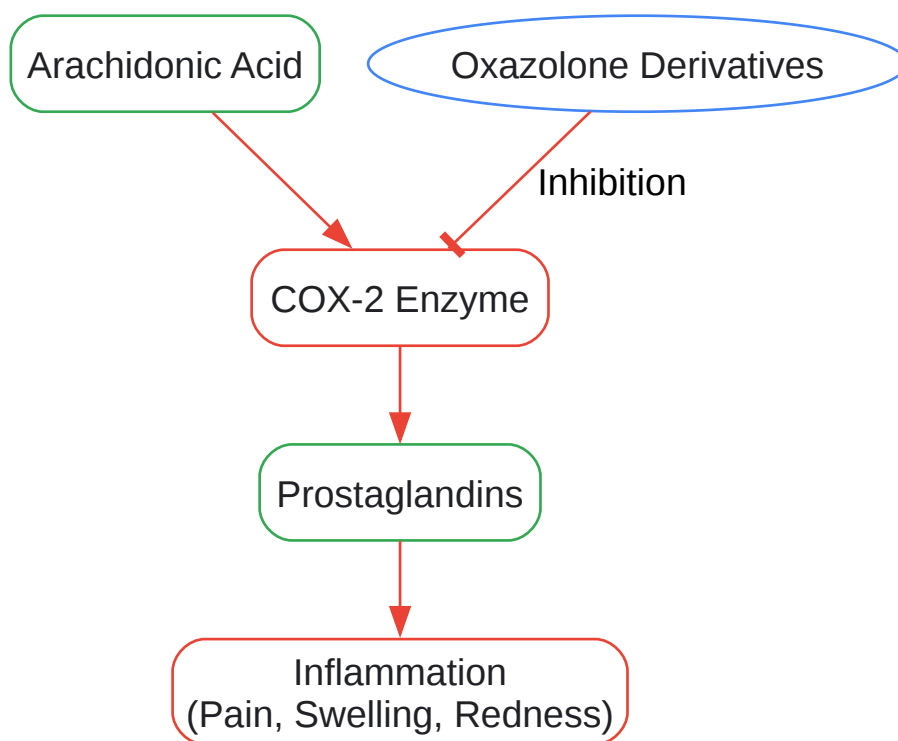 Arachidonic Acid
Oxazolone Derivatives
Inhibition
COX-2 Enzyme
Prostaglandins
Inflammation
(Pain, Swelling, Redness)